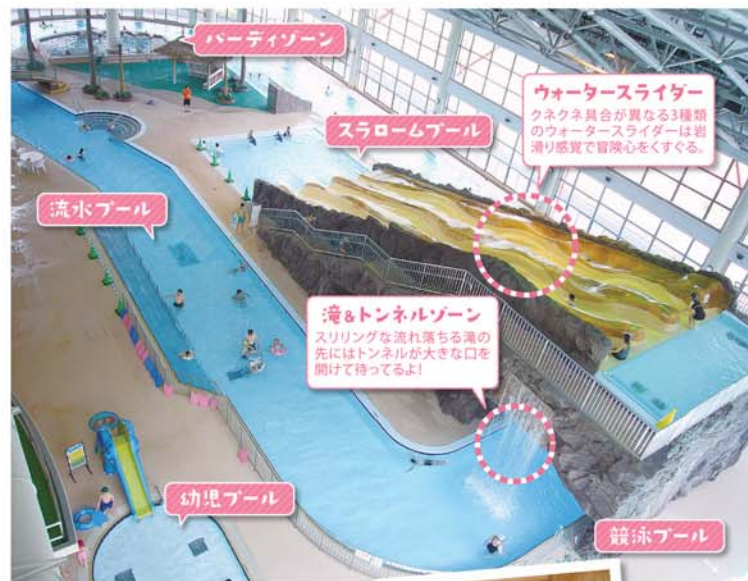 パーティゾーン
ウォータースライダー
クネクネ具合が異なる3種類
のウォータースライダーは岩
滑り感覚で冒険心をくすぐる。
スラロームプール
流水プール
滝&トンネルゾーン
スリリングな流れ落ちる滝の
先にはトンネルが大きな口を
開けて待ってるよ!
幼児プール
競泳プール